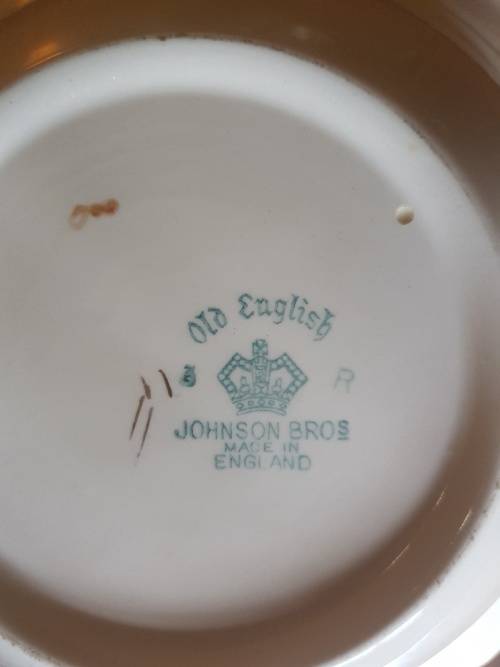 Old English
R
JOHNSON BROS
MADE IN
ENGLAND